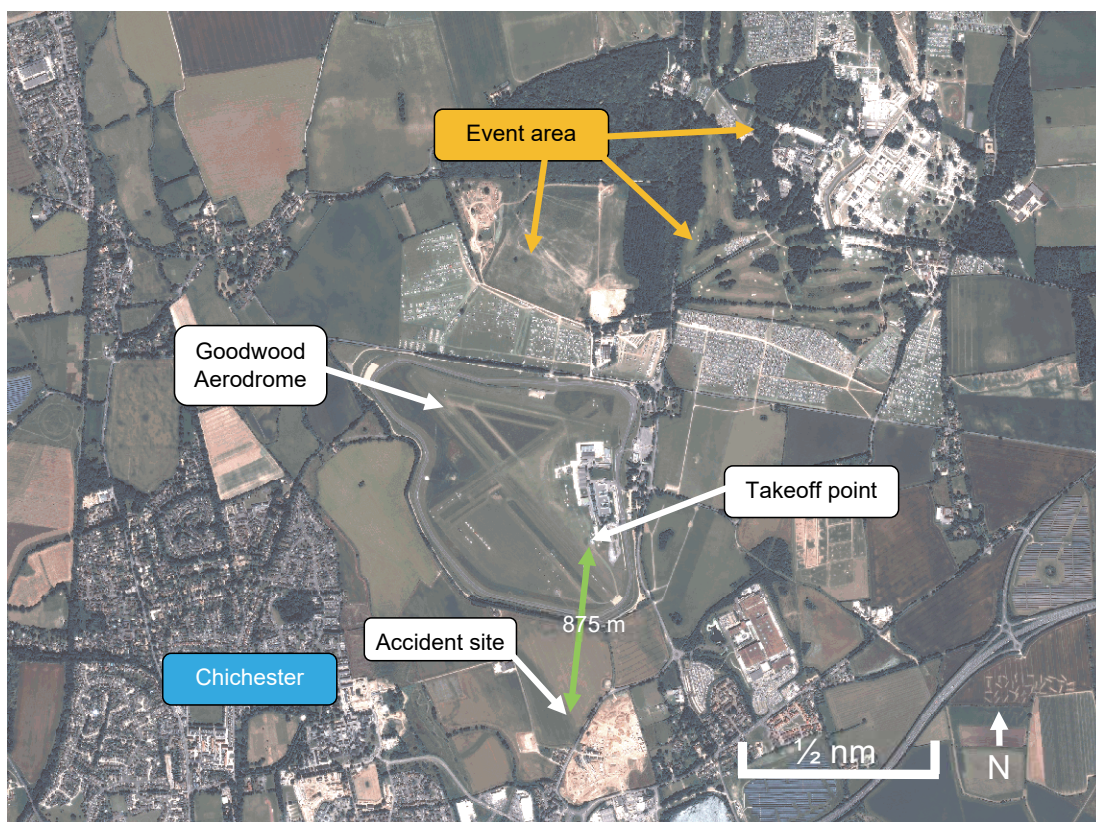 Event area
Goodwood
Aerodrome
Takeoff point
875 m
Accident site
Chichester
½ nm
N